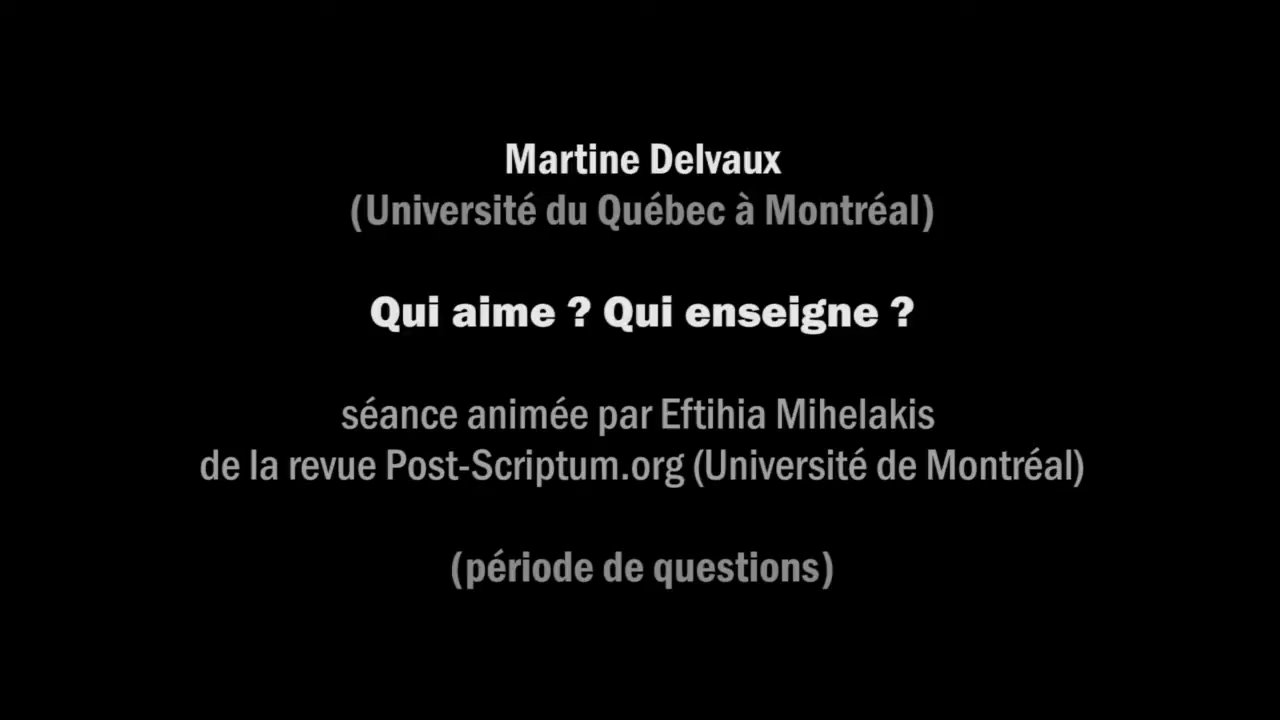 Martine Delvaux
(Université du Québec à Montréal)
Qui aime ? Qui enseigne ?
séance animée par Eftihia Mihelakis
de la revue Post-Scriptum.org (Université de Montréal)
(période de questions)